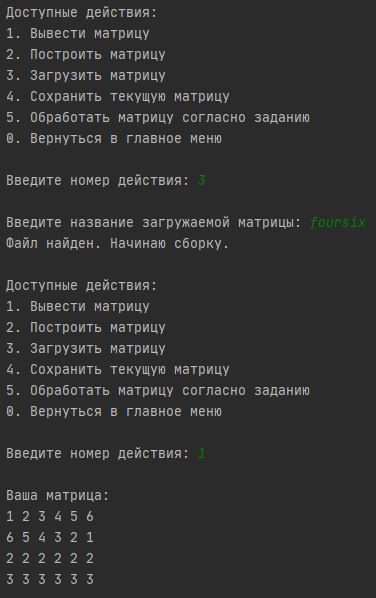 Доступные действия:
1. Вывести матрицу
2. Построить матрицу
3. Загрузить матрицу
4. Сохранить текущую матрицу
5. Обработать матрицу согласно заданию
0. Вернуться в главное меню
Введите номер действия: 3
Введите название загружаемой матрицы: foursix
Файл найден. Начинаю сборку.
Доступные действия:
1. Вывести матрицу
2. Построить матрицу
3. Загрузить матрицу
4. Сохранить текущую матрицу
5. Обработать матрицу согласно заданию
0. Вернуться в главное меню
Введите номер действия: 1
Ваша матрица:
1 2 3 4 5 6
6 5 4 3 2 1
2 2 2 2 2 2
3 3 3 3 3 3